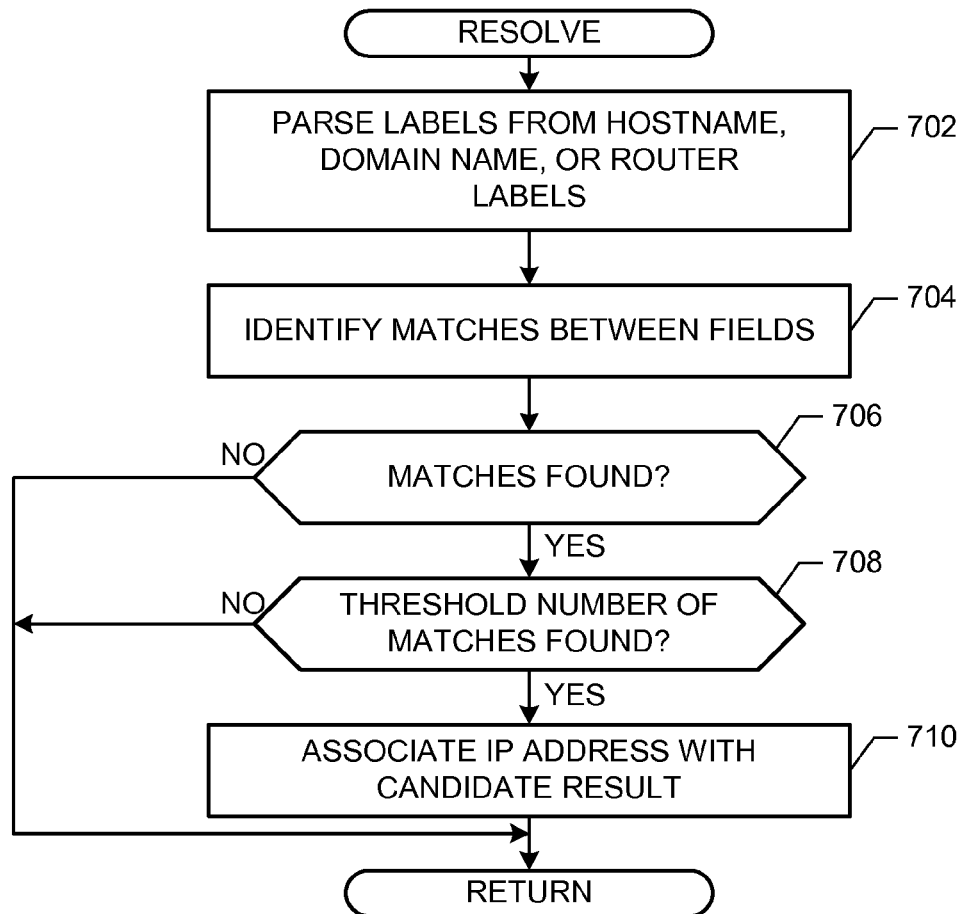 RESOLVE
PARSE LABELS FROM HOSTNAME,
DOMAIN NAME, OR ROUTER
LABELS
702
IDENTIFY MATCHES BETWEEN FIELDS
704
MATCHES FOUND?
706
NO
YES
THRESHOLD NUMBER OF
MATCHES FOUND?
708
NO
YES
ASSOCIATE IP ADDRESS WITH
CANDIDATE RESULT
710
RETURN